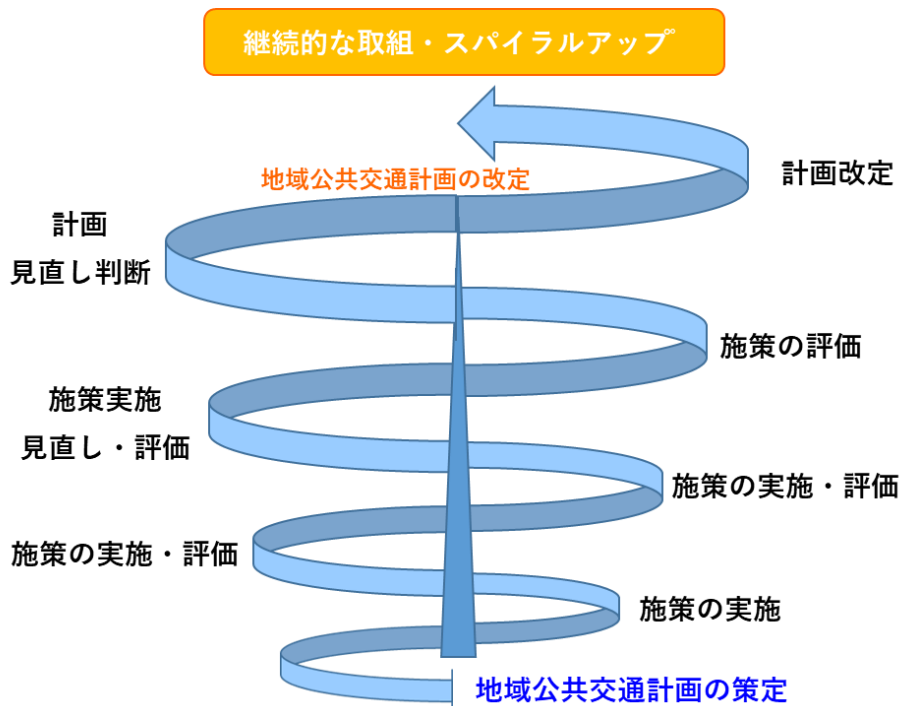 継続的な取組・スパイラルアップ
地域公共交通計画の改定
計画改定
計画
見直し判断
施策の評価
施策実施
見直し・評価
施策の実施・評価
施策の実施・評価
施策の実施
地域公共交通計画の策定